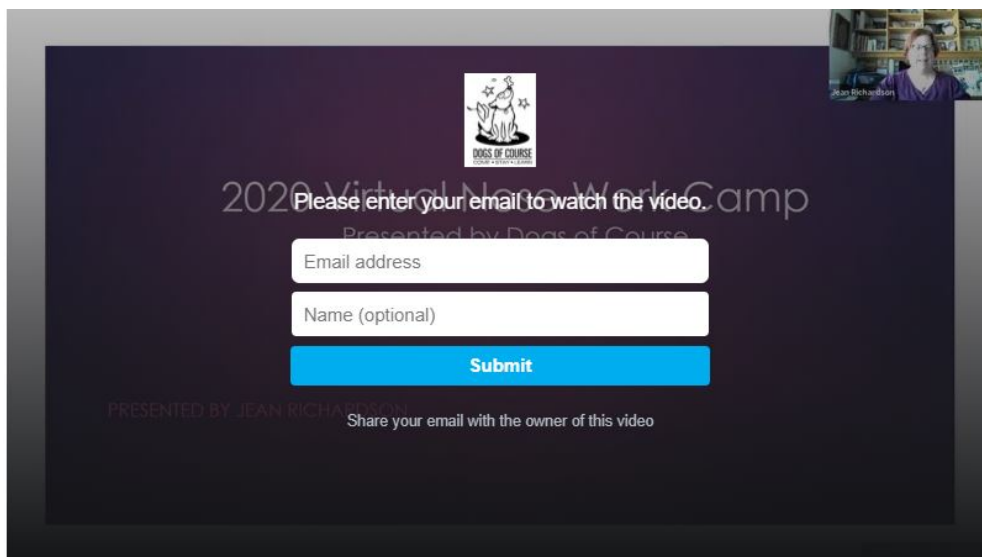 Jean Richardson
DOGS OF COURSE
COME • STAY • LEARN
2020 Virtual Nose Work Camp
Please enter your email to watch the video.
Presented by Dogs of Course
Email address
Name (optional)
Submit
PRESENTED BY JEAN RICHARDSON
Share your email with the owner of this video